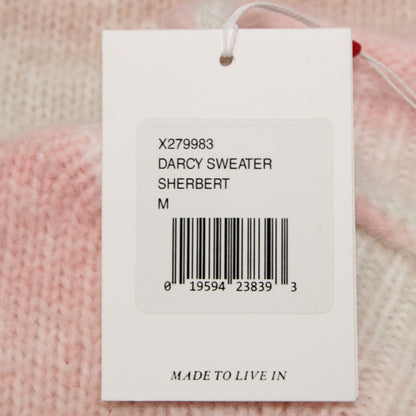 X279983
DARCY SWEATER
SHERBERT
M
0 19594 23839 3
MADE TO LIVE IN